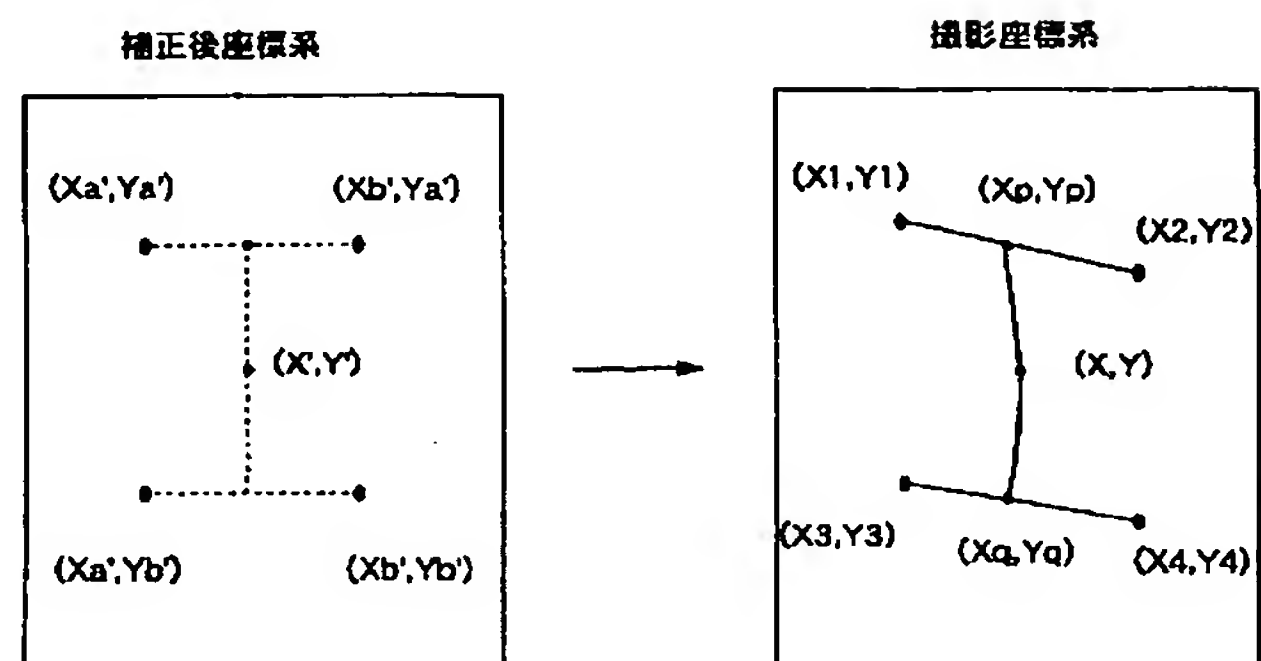 補正後座標系
撮影座標系
(Xa',Ya')
(Xb',Ya')
(X',Y')
(Xa',Yb')
(Xb',Yb')
(X1,Y1)
(Xp,Yp)
(X2,Y2)
(X,Y)
(X3,Y3)
(Xq,Yq)
(X4,Y4)